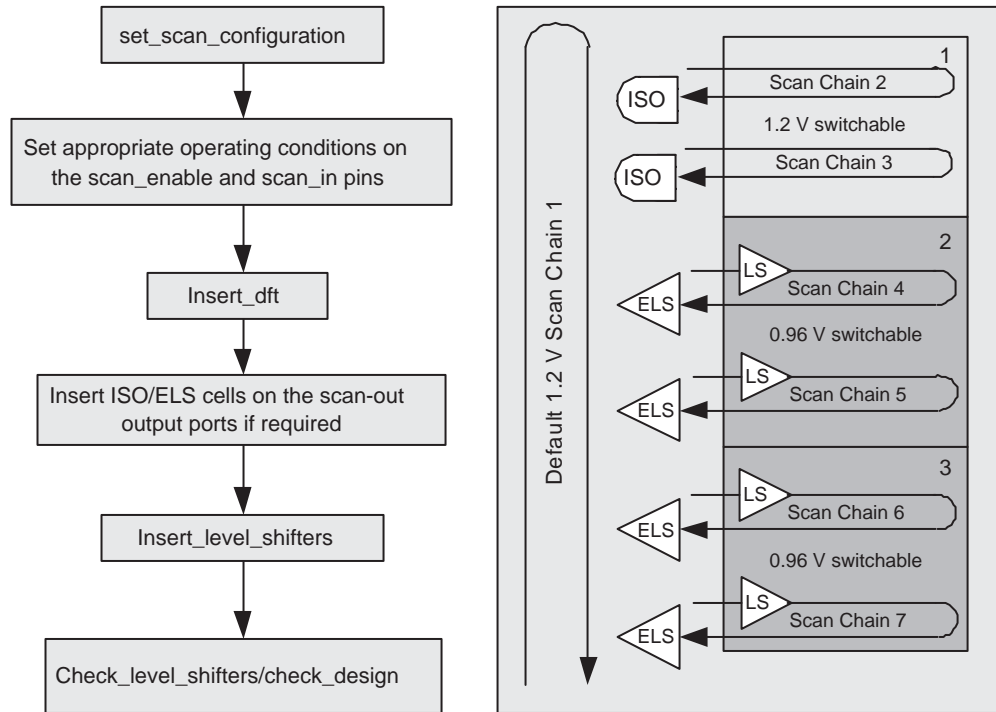 set_scan_configuration
Set appropriate operating conditions on
the scan_enable and scan_in pins
Insert_dft
Insert ISO/ELS cells on the scan-out
output ports if required
Insert_level_shifters
Check_level_shifters/check_design
Default 1.2 V Scan Chain 1
1
Scan Chain 2
ISO
1.2 V switchable
Scan Chain 3
ISO
2
LS
Scan Chain 4
ELS
0.96 V switchable
LS
Scan Chain 5
ELS
3
LS
Scan Chain 6
ELS
0.96 V switchable
LS
Scan Chain 7
ELS